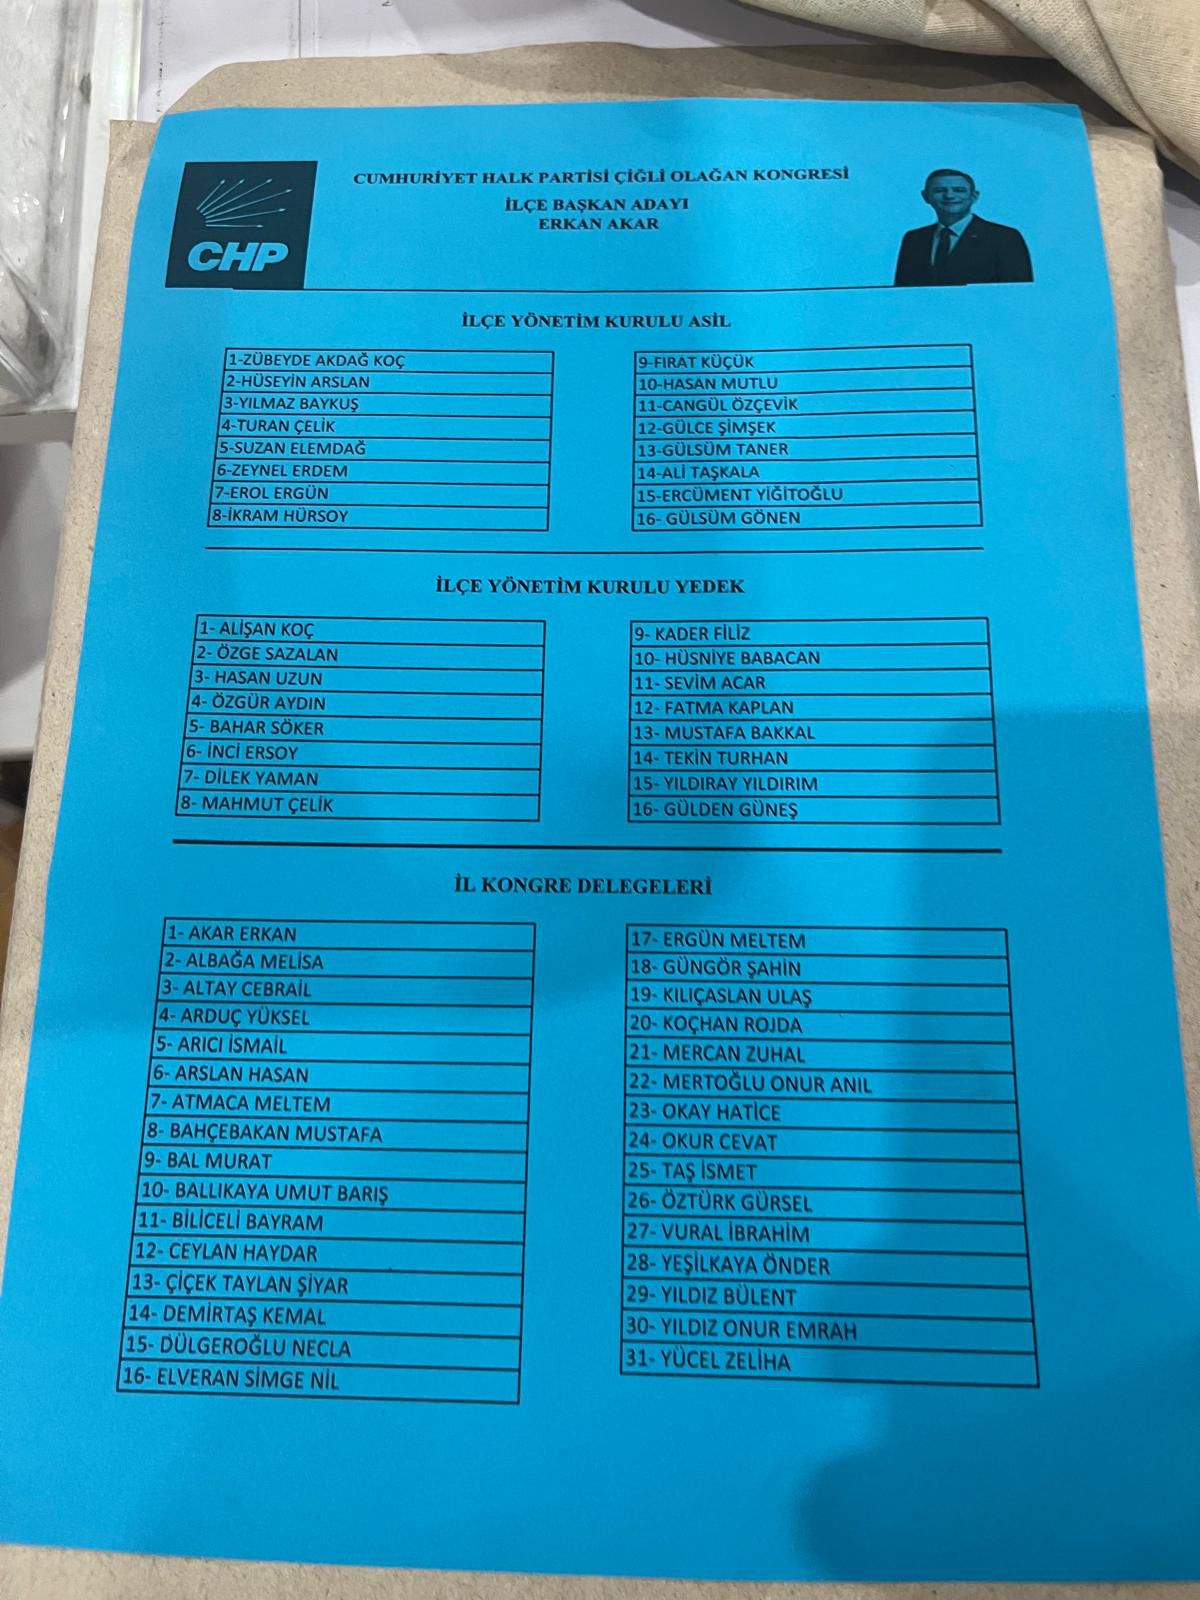 CHP
CUMHURİYET HALK PARTİSİ ÇİĞLİ OLAĞAN KONGRESİ
İLÇE BAŞKAN ADAYI
ERKAN AKAR
İLÇE YÖNETİM KURULU ASİL
1-ZÜBEYDE AKDAĞ KOÇ
2-HÜSEYİN ARSLAN
3-YILMAZ BAYKUŞ
4-TURAN ÇELİK
5-SUZAN ELEMDAĞ
6-ZEYNEL ERDEM
7-EROL ERGÜN
8-İKRAM HÜRSOY
9-FIRAT KÜÇÜK
10-HASAN MUTLU
11-CANGÜL ÖZÇEVİK
12-GÜLCE ŞİMŞEK
13-GÜLSÜM TANER
14-ALİ TAŞKALA
15-ERCÜMENT YİĞİTOĞLU
16- GÜLSÜM GÖNEN
İLÇE YÖNETİM KURULU YEDEK
1- ALİŞAN KOÇ
2- ÖZGE SAZALAN
3- HASAN UZUN
4- ÖZGÜR AYDIN
5- BAHAR SÖKER
6- İNCİ ERSOY
7- DİLEK YAMAN
8- MAHMUT ÇELİK
9- KADER FİLİZ
10- HÜSNİYE BABACAN
11- SEVİM ACAR
12- FATMA KAPLAN
13- MUSTAFA BAKKAL
14- TEKİN TURHAN
15- YILDIRAY YILDIRIM
16- GÜLDEN GÜNEŞ
İL KONGRE DELEGELERİ
1- AKAR ERKAN
2- ALBAĞA MELİSA
3- ALTAY CEBRAİL
4- ARDUÇ YÜKSEL
5- ARICI İSMAİL
6- ARSLAN HASAN
7- ATMACA MELTEM
8- BAHÇEBAKAN MUSTAFA
9- BAL MURAT
10- BALLIKAYA UMUT BARIŞ
11- BİLİCELİ BAYRAM
12- CEYLAN HAYDAR
13- ÇİÇEK TAYLAN ŞİYAR
14- DEMİRTAŞ KEMAL
15- DÜLGEROĞLU NECLA
16- ELVERAN SİMGE NİL
17- ERGÜN MELTEM
18- GÜNGÖR ŞAHİN
19- KILIÇASLAN ULAŞ
20- KOÇHAN ROJDA
21- MERCAN ZUHAL
22- MERTOĞLU ONUR ANIL
23- OKAY HATİCE
24- OKUR CEVAT
25- TAŞ İSMET
26- ÖZTÜRK GÜRSEL
27- VURAL İBRAHİM
28- YEŞİLKAYA ÖNDER
29- YILDIZ BÜLENT
30- YILDIZ ONUR EMRAH
31- YÜCEL ZELİHA